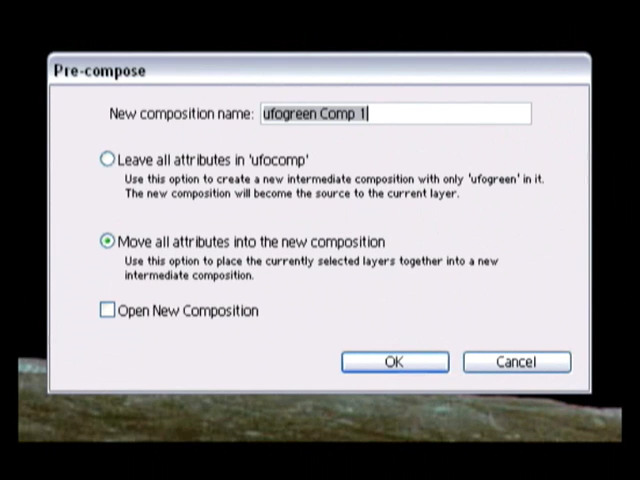 Pre-compose
New composition name: ufogreen Comp 1
Leave all attributes in 'ufocomp'
Use this option to create a new intermediate composition with only 'ufogreen' in it.
The new composition will become the source to the current layer.
Move all attributes into the new composition
Use this option to place the currently selected layers together into a new
intermediate composition.
Open New Composition
OK Cancel